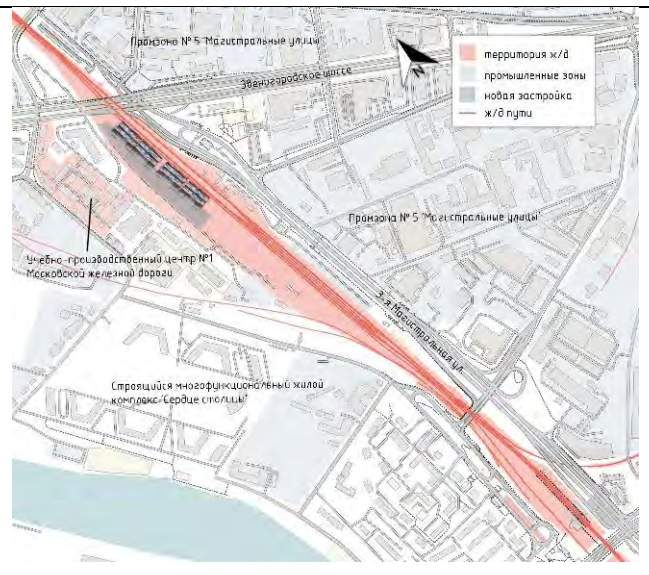 Промзона № 5 "Магистральные улицы"
Звенигородское шоссе
N
территория ж/д
промышленные зоны
новая застройка
ж/д пути
Промзона № 5 "Магистральные улицы"
Учебно-производственный центр №1
Московской железной дороги
3-я Магистральная ул.
Строящийся многофункциональный жилой
комплекс "Сердце столицы"